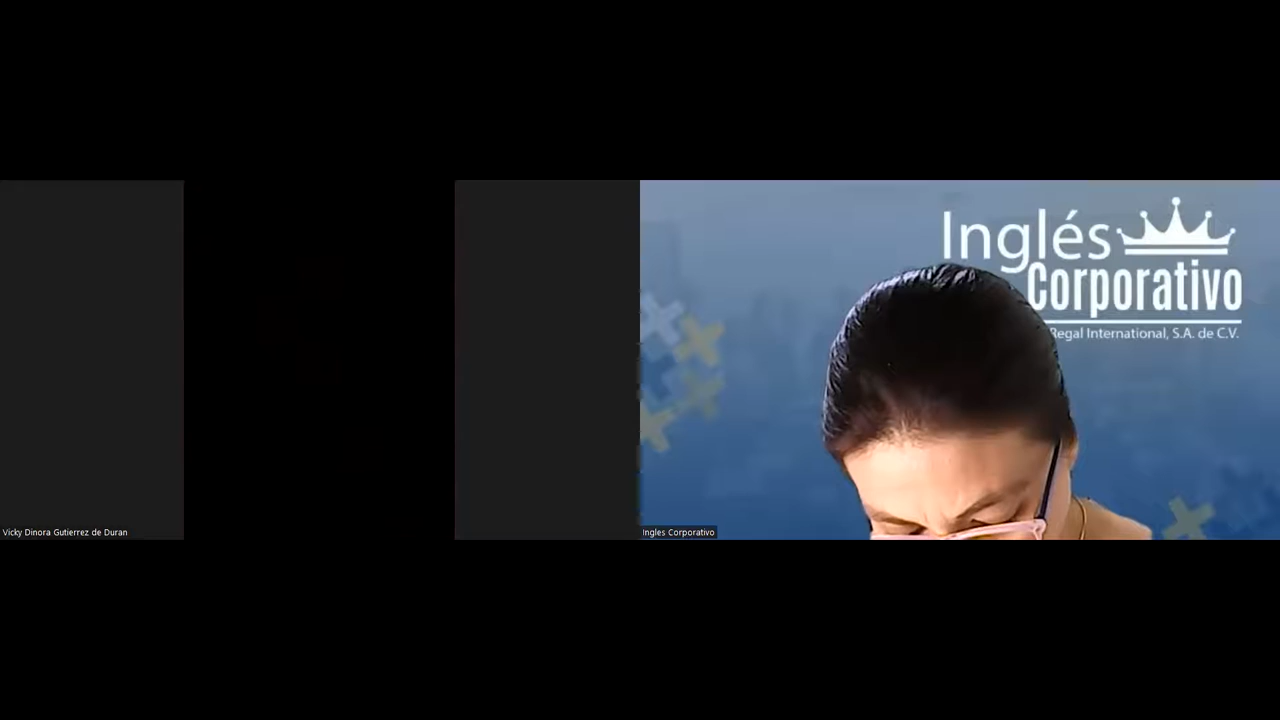 Inglés
Corporativo
Regal International, S.A. de C.V.
Vicky Dinora Gutierrez de Duran
Ingles Corporativo